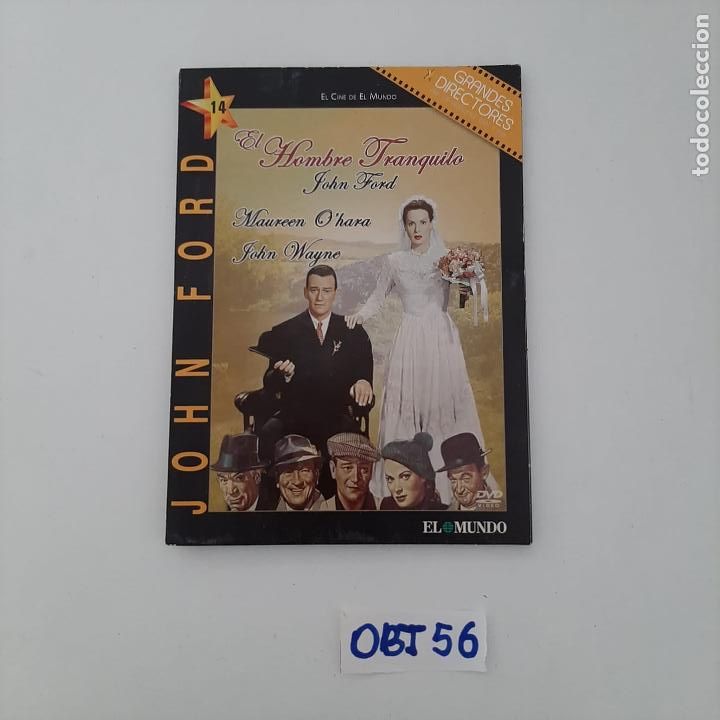 14
EL CINE DE EL MUNDO
GRANDES
DIRECTORES
El Hombre Tranquilo
John Ford
Maureen O'hara
John Wayne
JOHN FORD
DVD
VIDEO
EL MUNDO
OBJ 56
todocoleccion